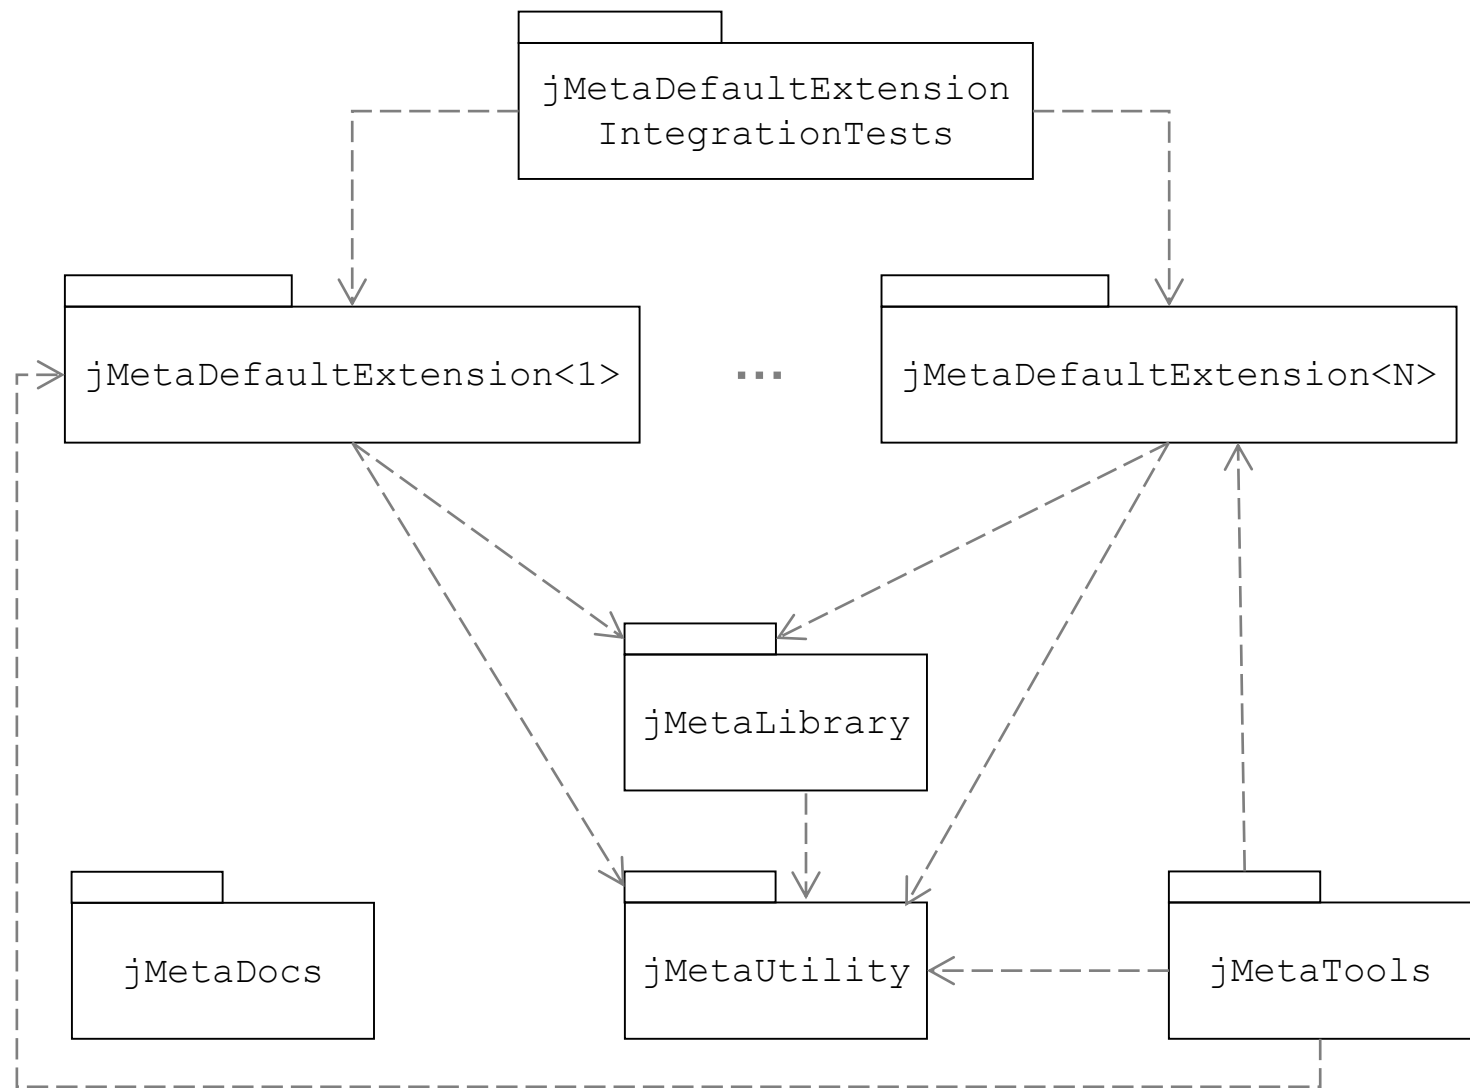 jMetaDefaultExtension
IntegrationTests
jMetaDefaultExtension<1>
...
jMetaDefaultExtension<N>
jMetaLibrary
jMetaDocs
jMetaUtility
jMetaTools